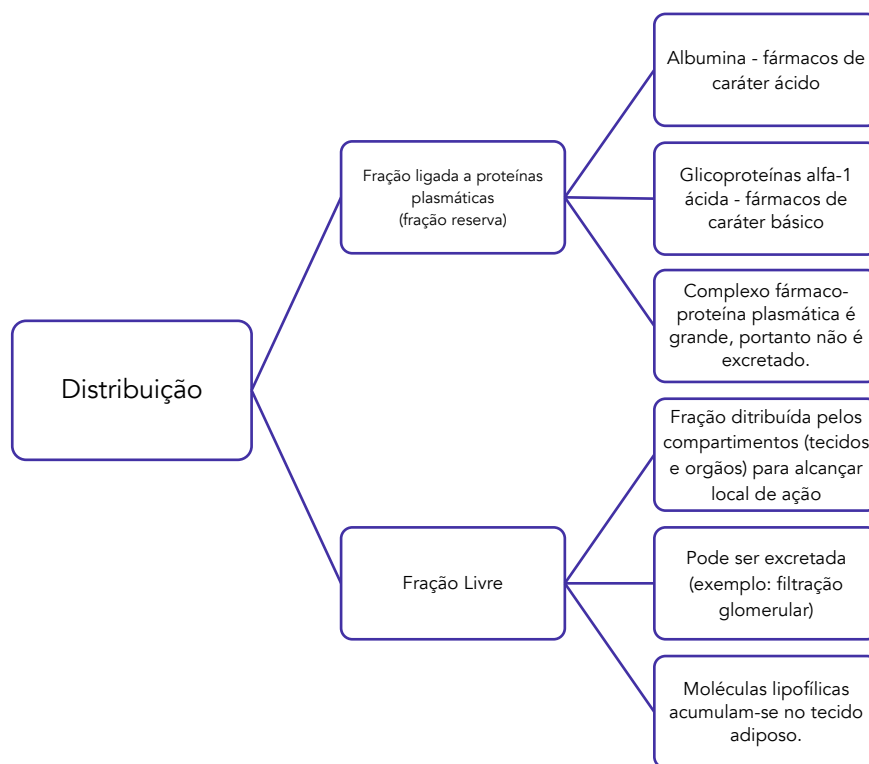 Distribuição
Fração ligada a proteínas
plasmáticas
(fração reserva)
Albumina - fármacos de
caráter ácido
Glicoproteínas alfa-1
ácida - fármacos de
caráter básico
Complexo fármaco-
proteína plasmática é
grande, portanto não é
excretado.
Fração Livre
Fração ditribuída pelos
compartimentos (tecidos
e orgãos) para alcançar
local de ação
Pode ser excretada
(exemplo: filtração
glomerular)
Moléculas lipofílicas
acumulam-se no tecido
adiposo.